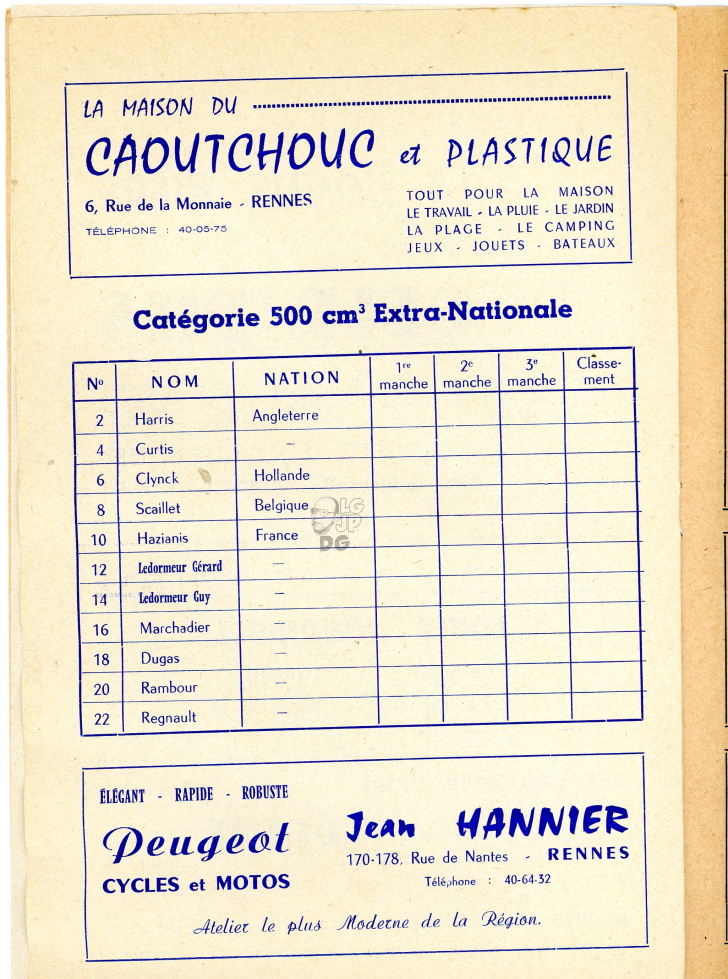 LA MAISON DU
CAOUTCHOUC et PLASTIQUE
6, Rue de la Monnaie - RENNES
TÉLÉPHONE : 40-05-75
TOUT POUR LA MAISON
LE TRAVAIL - LA PLUIE - LE JARDIN
LA PLAGE - LE CAMPING
JEUX - JOUETS - BATEAUX
Catégorie 500 cm³ Extra-Nationale
Nº NOM NATION 1re manche 2e manche 3e manche Classe-ment
2 Harris Angleterre
4 Curtis –
6 Clynck Hollande
8 Scaillet Belgique
10 Hazianis France
12 Ledormeur Gérard —
14 Ledormeur Guy –
16 Marchadier –
18 Dugas —
20 Rambour —
22 Regnault —
LG
JP
DG
ÉLÉGANT - RAPIDE - ROBUSTE
Peugeot
CYCLES et MOTOS
Jean HANNIER
170-178, Rue de Nantes - RENNES
Téléphone : 40-64-32
Atelier le plus Moderne de la Région.